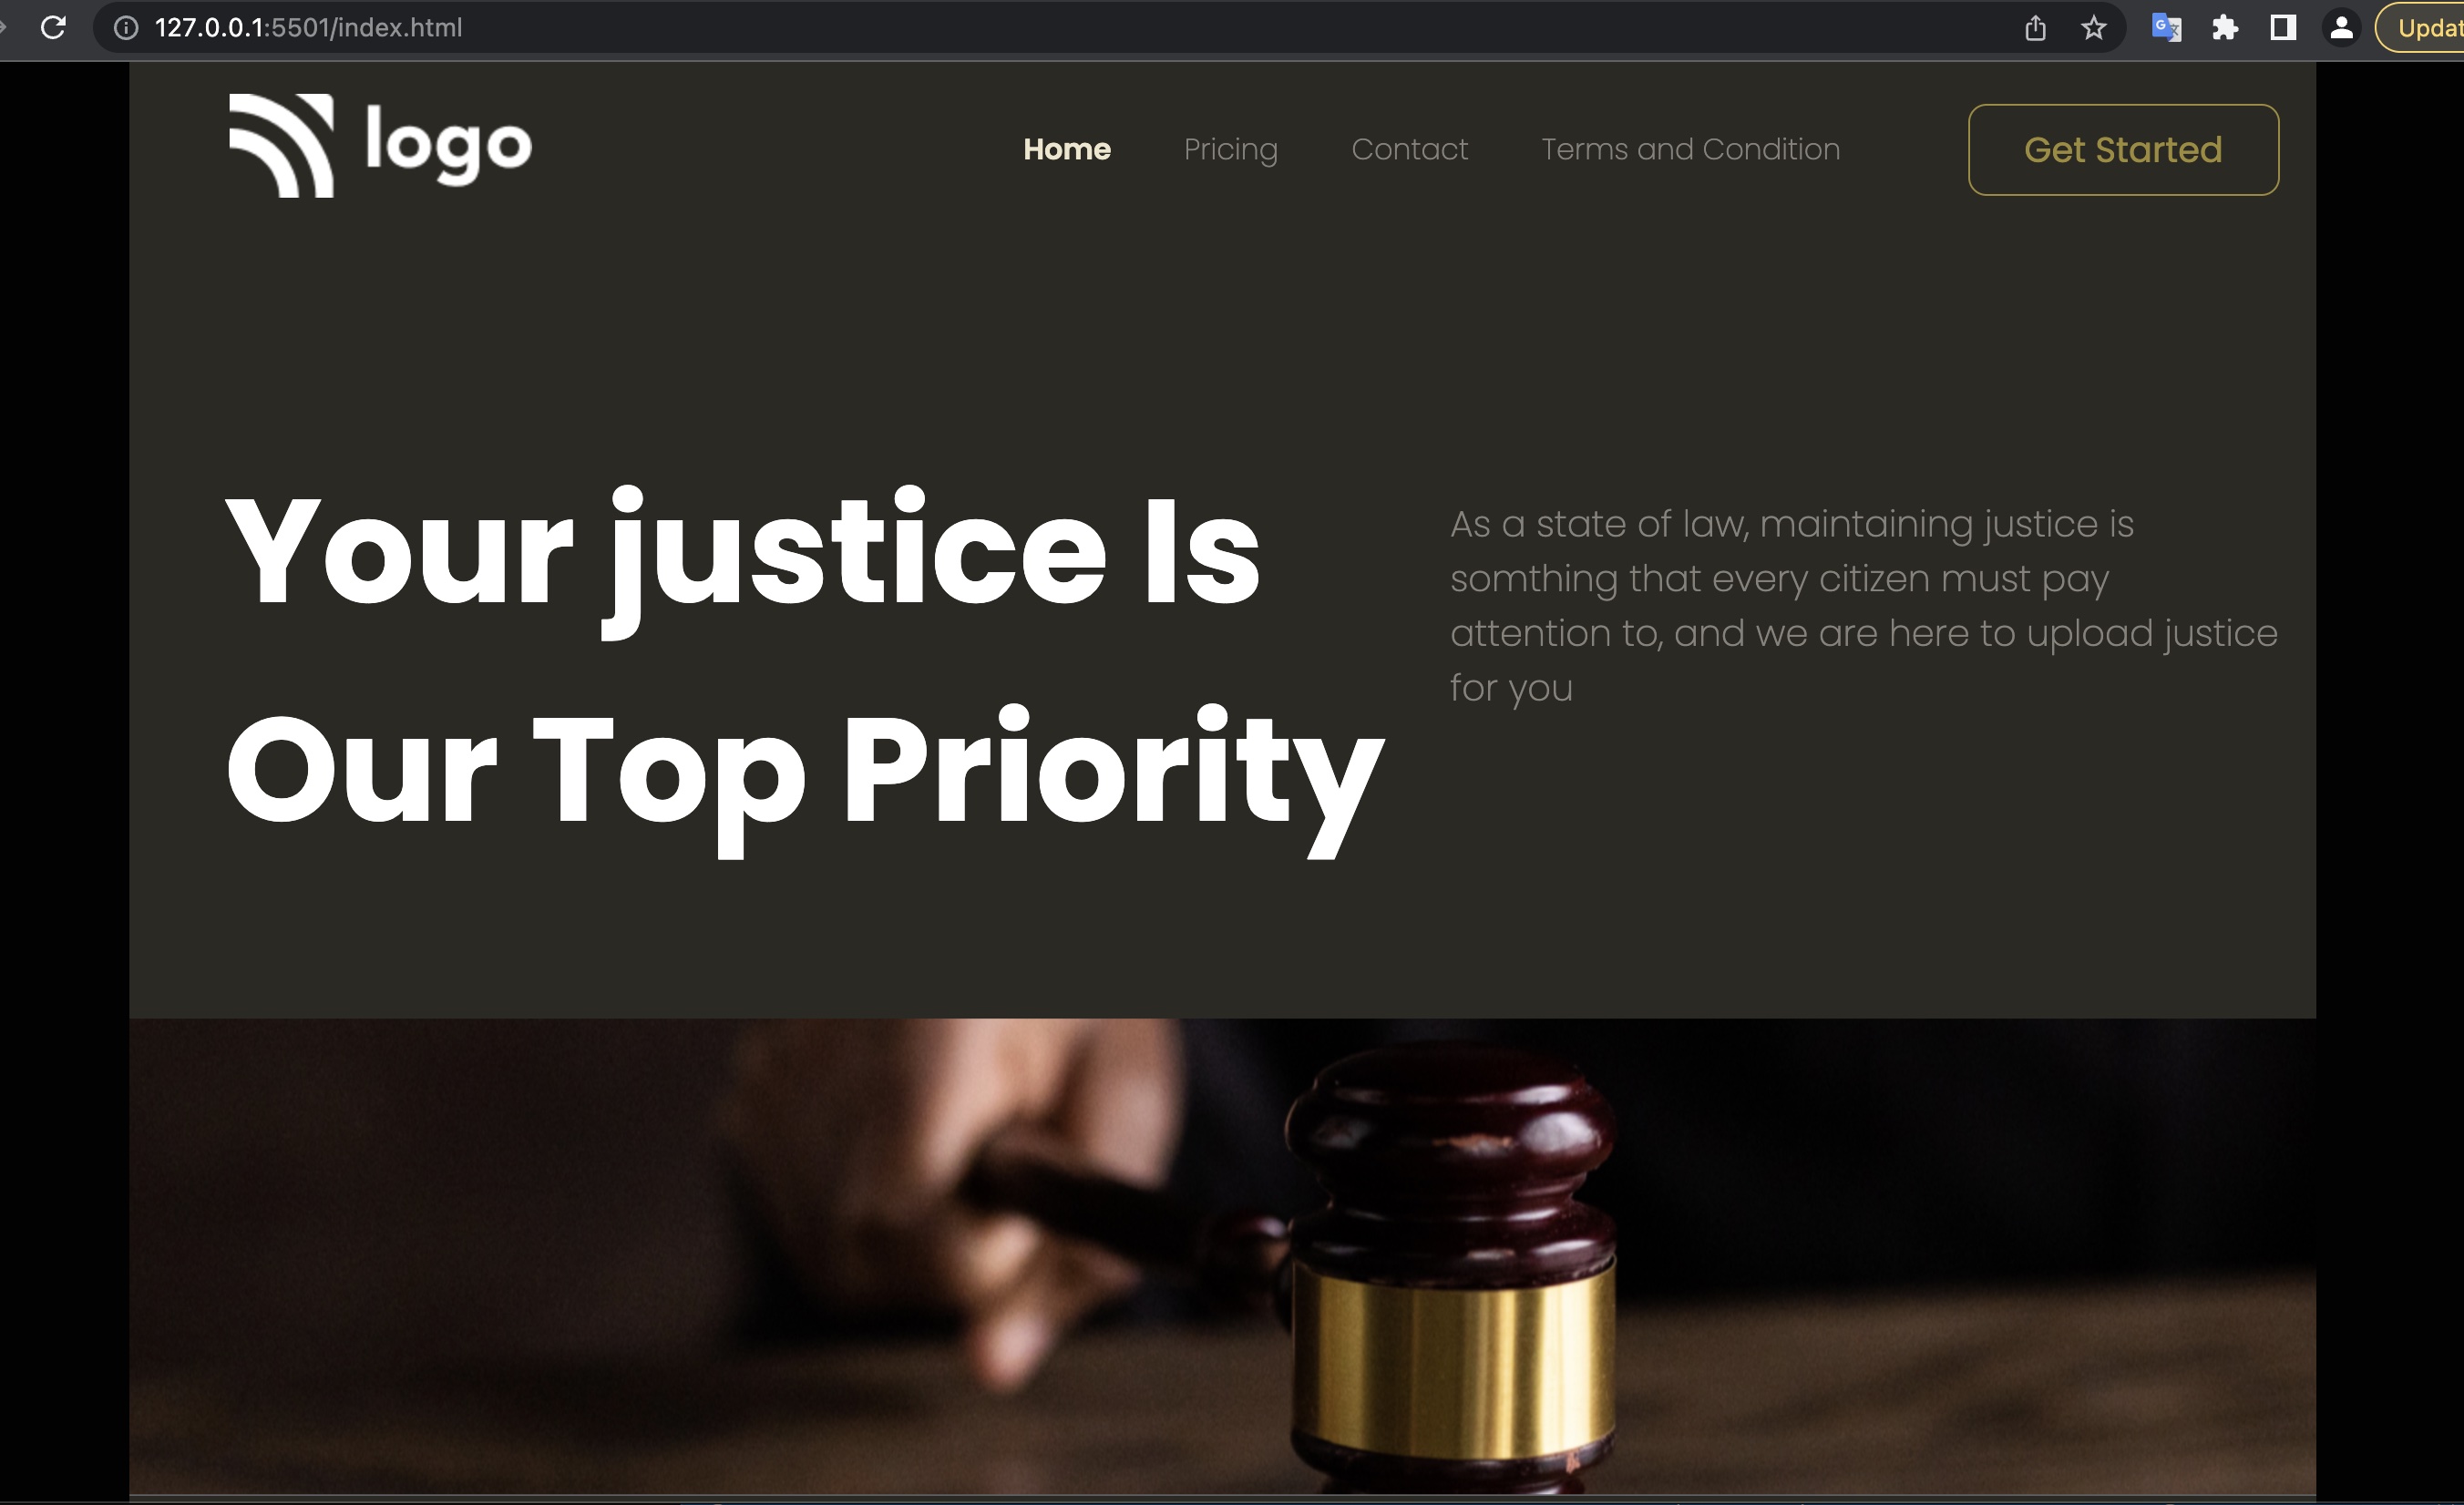 127.0.0.1:5501/index.html
logo
Home Pricing Contact Terms and Condition Get Started
Your justice Is
Our Top Priority
As a state of law, maintaining justice is
somthing that every citizen must pay
attention to, and we are here to upload justice
for you